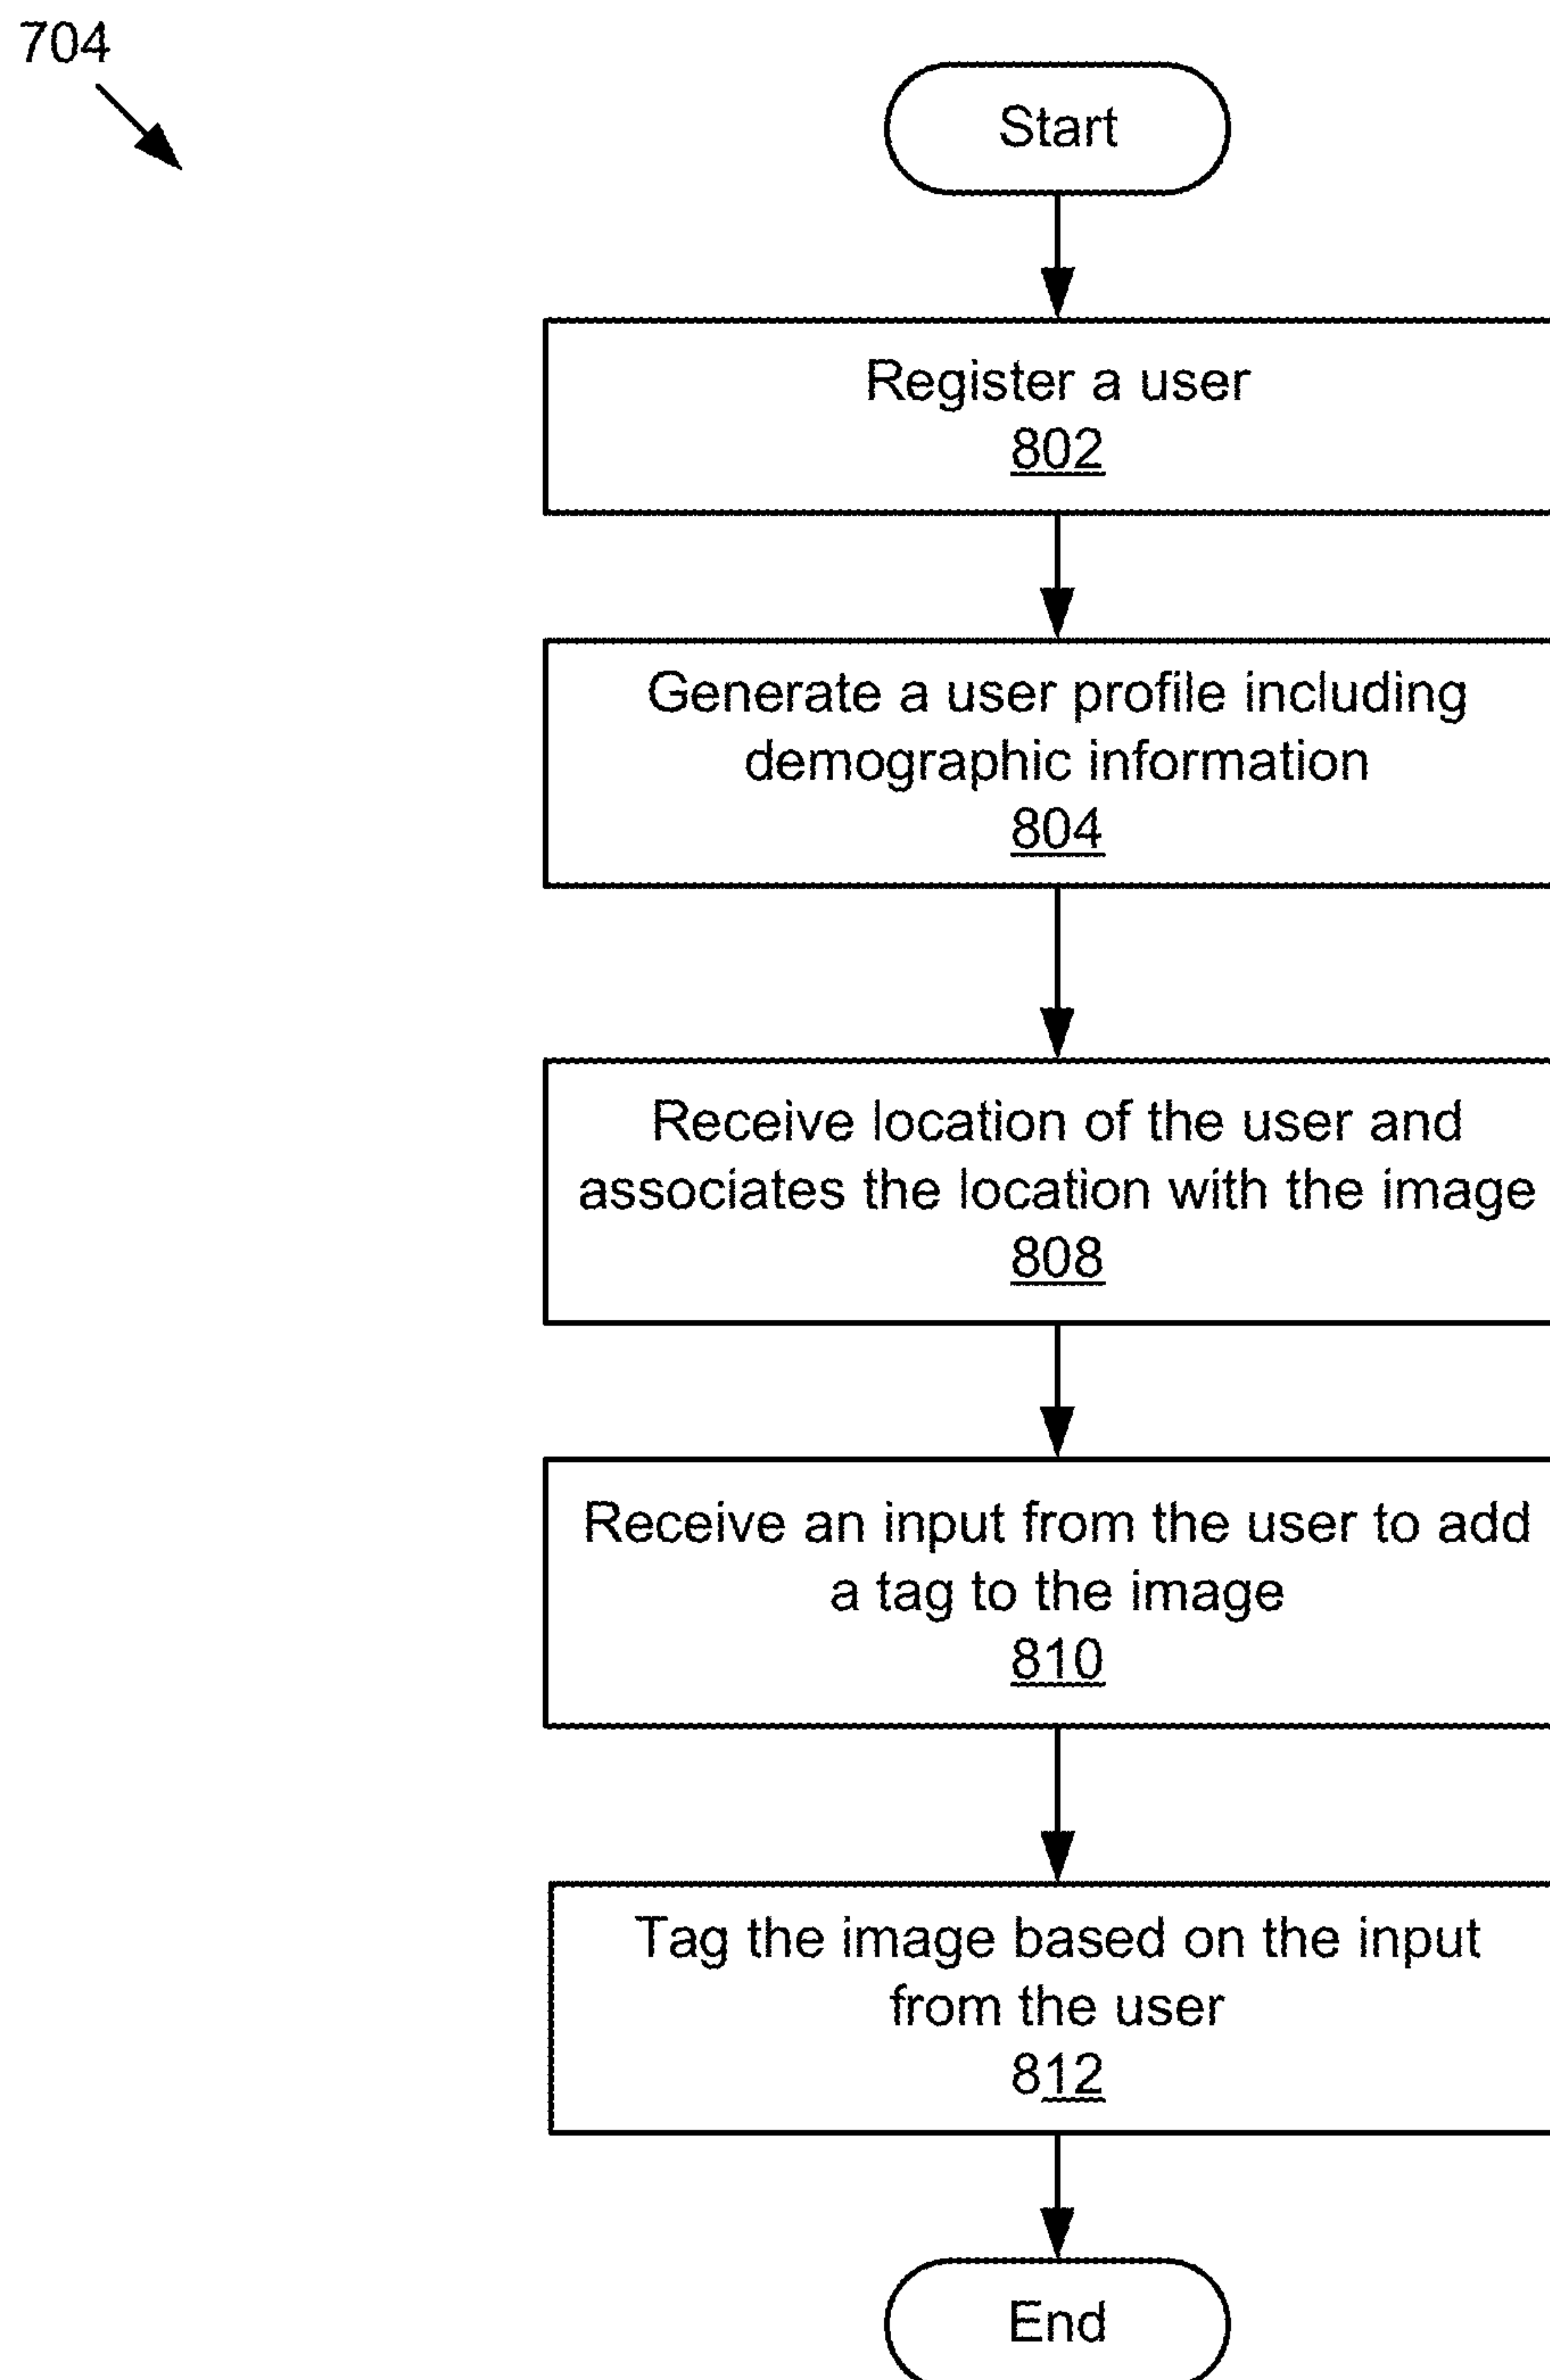 704
Start
Register a user
802
Generate a user profile including
demographic information
804
Receive location of the user and
associates the location with the image
808
Receive an input from the user to add
a tag to the image
810
Tag the image based on the input
from the user
812
End